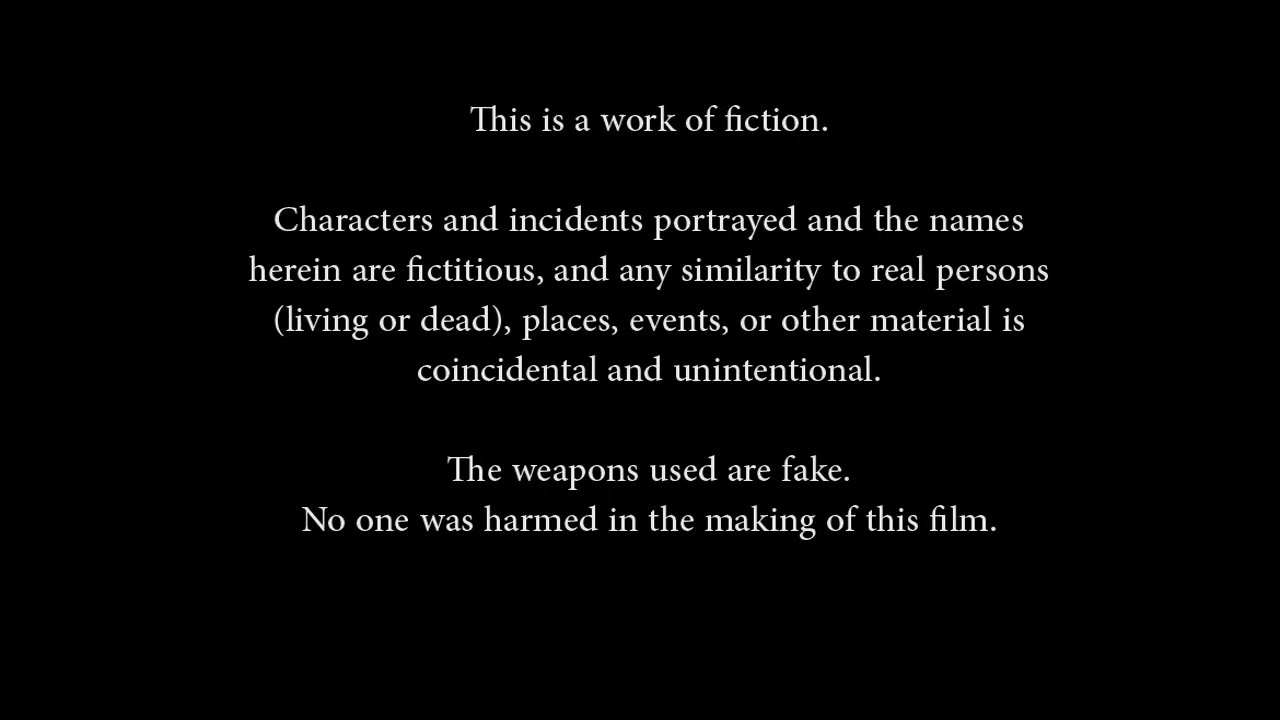 This is a work of fiction.
Characters and incidents portrayed and the names
herein are fictitious, and any similarity to real persons
(living or dead), places, events, or other material is
coincidental and unintentional.
The weapons used are fake.
No one was harmed in the making of this film.